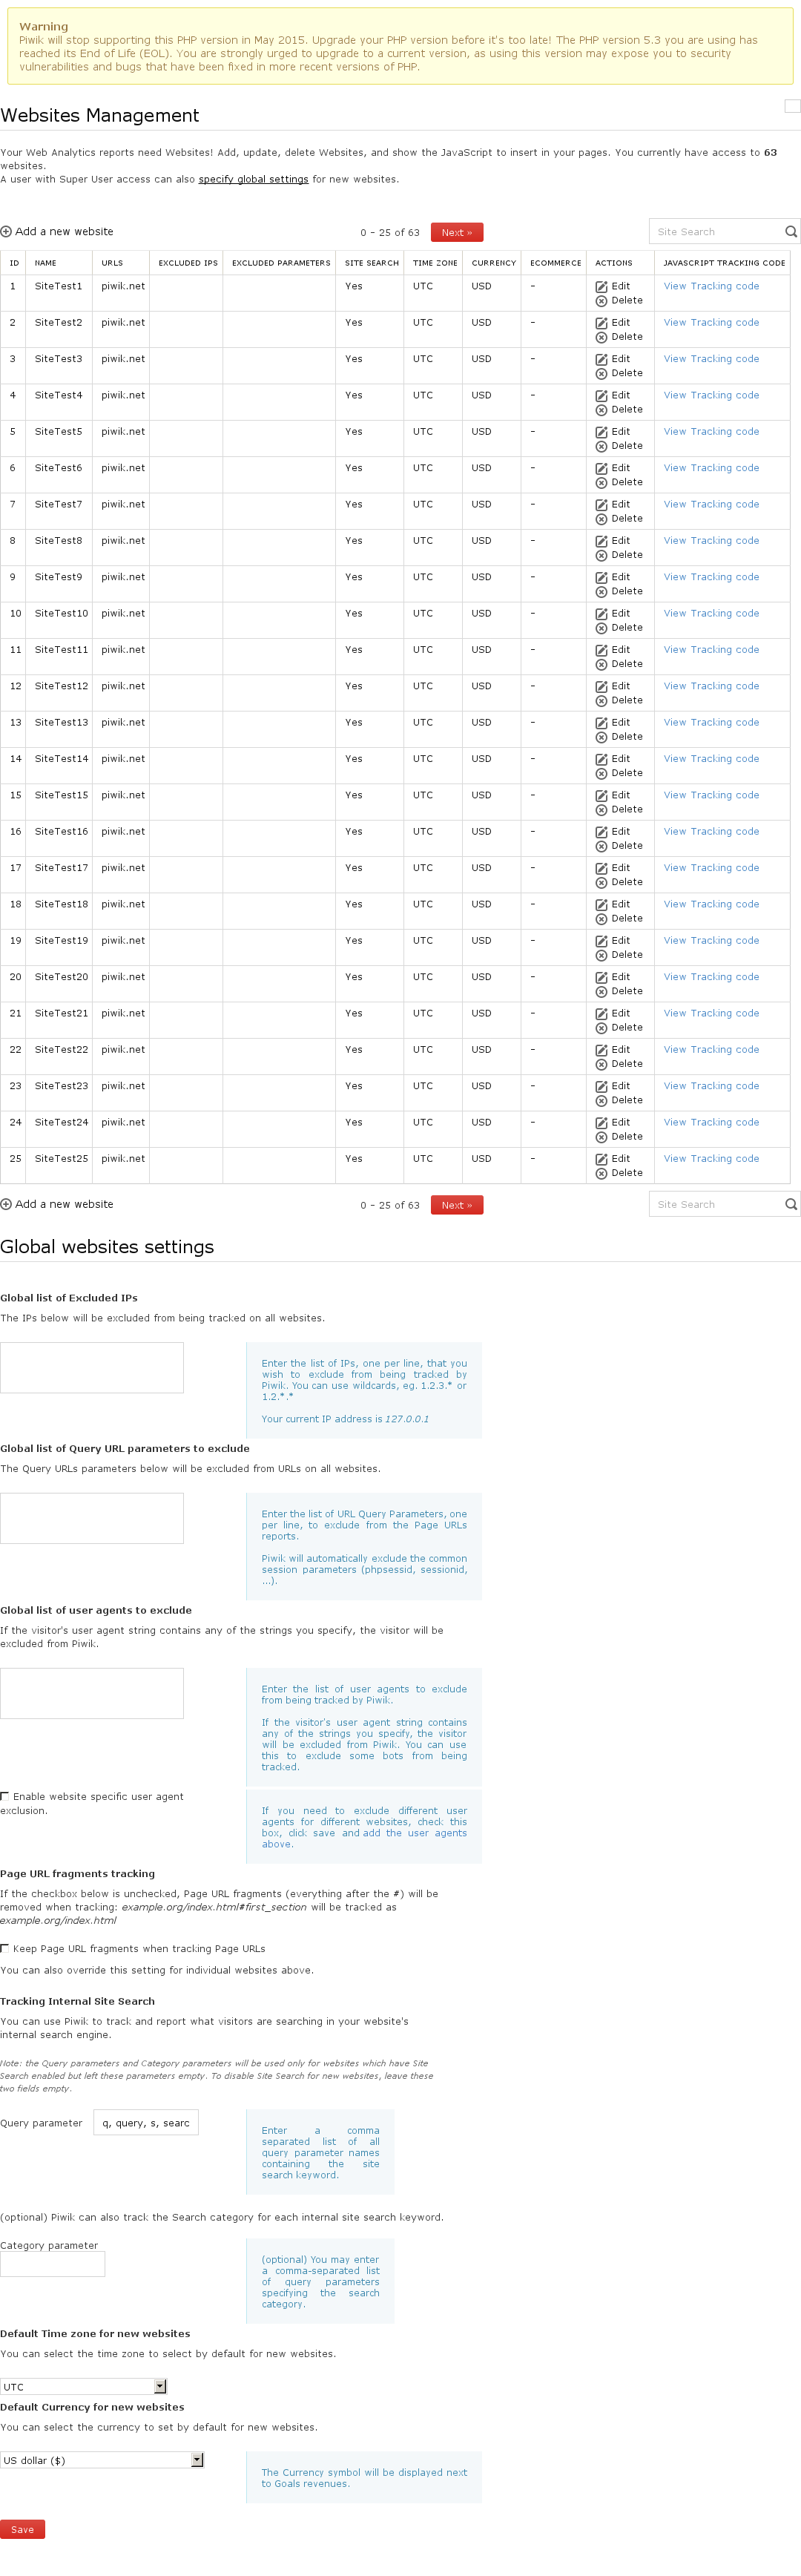 Warning
Piwik will stop supporting this PHP version in May 2015. Upgrade your PHP version before it's too late! The PHP version 5.3 you are using has
reached its End of Life (EOL). You are strongly urged to upgrade to a current version, as using this version may expose you to security
vulnerabilities and bugs that have been fixed in more recent versions of PHP.
Websites Management
Your Web Analytics reports need Websites! Add, update, delete Websites, and show the JavaScript to insert in your pages. You currently have access to 63
websites.
A user with Super User access can also specify global settings for new websites.
Add a new website 0 - 25 of 63 Next » Site Search
ID NAME URLS EXCLUDED IPS EXCLUDED PARAMETERS SITE SEARCH TIME ZONE CURRENCY ECOMMERCE ACTIONS JAVASCRIPT TRACKING CODE
1 SiteTest1 piwik.net Yes UTC USD - Edit View Tracking code
Delete
2 SiteTest2 piwik.net Yes UTC USD - Edit View Tracking code
Delete
3 SiteTest3 piwik.net Yes UTC USD - Edit View Tracking code
Delete
4 SiteTest4 piwik.net Yes UTC USD - Edit View Tracking code
Delete
5 SiteTest5 piwik.net Yes UTC USD - Edit View Tracking code
Delete
6 SiteTest6 piwik.net Yes UTC USD - Edit View Tracking code
Delete
7 SiteTest7 piwik.net Yes UTC USD - Edit View Tracking code
Delete
8 SiteTest8 piwik.net Yes UTC USD - Edit View Tracking code
Delete
9 SiteTest9 piwik.net Yes UTC USD - Edit View Tracking code
Delete
10 SiteTest10 piwik.net Yes UTC USD - Edit View Tracking code
Delete
11 SiteTest11 piwik.net Yes UTC USD - Edit View Tracking code
Delete
12 SiteTest12 piwik.net Yes UTC USD - Edit View Tracking code
Delete
13 SiteTest13 piwik.net Yes UTC USD - Edit View Tracking code
Delete
14 SiteTest14 piwik.net Yes UTC USD - Edit View Tracking code
Delete
15 SiteTest15 piwik.net Yes UTC USD - Edit View Tracking code
Delete
16 SiteTest16 piwik.net Yes UTC USD - Edit View Tracking code
Delete
17 SiteTest17 piwik.net Yes UTC USD - Edit View Tracking code
Delete
18 SiteTest18 piwik.net Yes UTC USD - Edit View Tracking code
Delete
19 SiteTest19 piwik.net Yes UTC USD - Edit View Tracking code
Delete
20 SiteTest20 piwik.net Yes UTC USD - Edit View Tracking code
Delete
21 SiteTest21 piwik.net Yes UTC USD - Edit View Tracking code
Delete
22 SiteTest22 piwik.net Yes UTC USD - Edit View Tracking code
Delete
23 SiteTest23 piwik.net Yes UTC USD - Edit View Tracking code
Delete
24 SiteTest24 piwik.net Yes UTC USD - Edit View Tracking code
Delete
25 SiteTest25 piwik.net Yes UTC USD - Edit View Tracking code
Delete
Add a new website 0 - 25 of 63 Next » Site Search
Global websites settings
Global list of Excluded IPs
The IPs below will be excluded from being tracked on all websites.
Enter the list of IPs, one per line, that you
wish to exclude from being tracked by
Piwik. You can use wildcards, eg. 1.2.3.* or
1.2.*.*
Your current IP address is 127.0.0.1
Global list of Query URL parameters to exclude
The Query URLs parameters below will be excluded from URLs on all websites.
Enter the list of URL Query Parameters, one
per line, to exclude from the Page URLs
reports.
Piwik will automatically exclude the common
session parameters (phpsessid, sessionid,
...).
Global list of user agents to exclude
If the visitor's user agent string contains any of the strings you specify, the visitor will be
excluded from Piwik.
Enter the list of user agents to exclude
from being tracked by Piwik.
If the visitor's user agent string contains
any of the strings you specify, the visitor
will be excluded from Piwik. You can use
this to exclude some bots from being
tracked.
Enable website specific user agent
exclusion.
If you need to exclude different user
agents for different websites, check this
box, click save and add the user agents
above.
Page URL fragments tracking
If the checkbox below is unchecked, Page URL fragments (everything after the #) will be
removed when tracking: example.org/index.html#first_section will be tracked as
example.org/index.html
Keep Page URL fragments when tracking Page URLs
You can also override this setting for individual websites above.
Tracking Internal Site Search
You can use Piwik to track and report what visitors are searching in your website's
internal search engine.
Note: the Query parameters and Category parameters will be used only for websites which have Site
Search enabled but left these parameters empty. To disable Site Search for new websites, leave these
two fields empty.
Query parameter q, query, s, searc
Enter a comma
separated list of all
query parameter names
containing the site
search keyword.
(optional) Piwik can also track the Search category for each internal site search keyword.
Category parameter
(optional) You may enter
a comma-separated list
of query parameters
specifying the search
category.
Default Time zone for new websites
You can select the time zone to select by default for new websites.
UTC
Default Currency for new websites
You can select the currency to set by default for new websites.
US dollar ($)
The Currency symbol will be displayed next
to Goals revenues.
Save